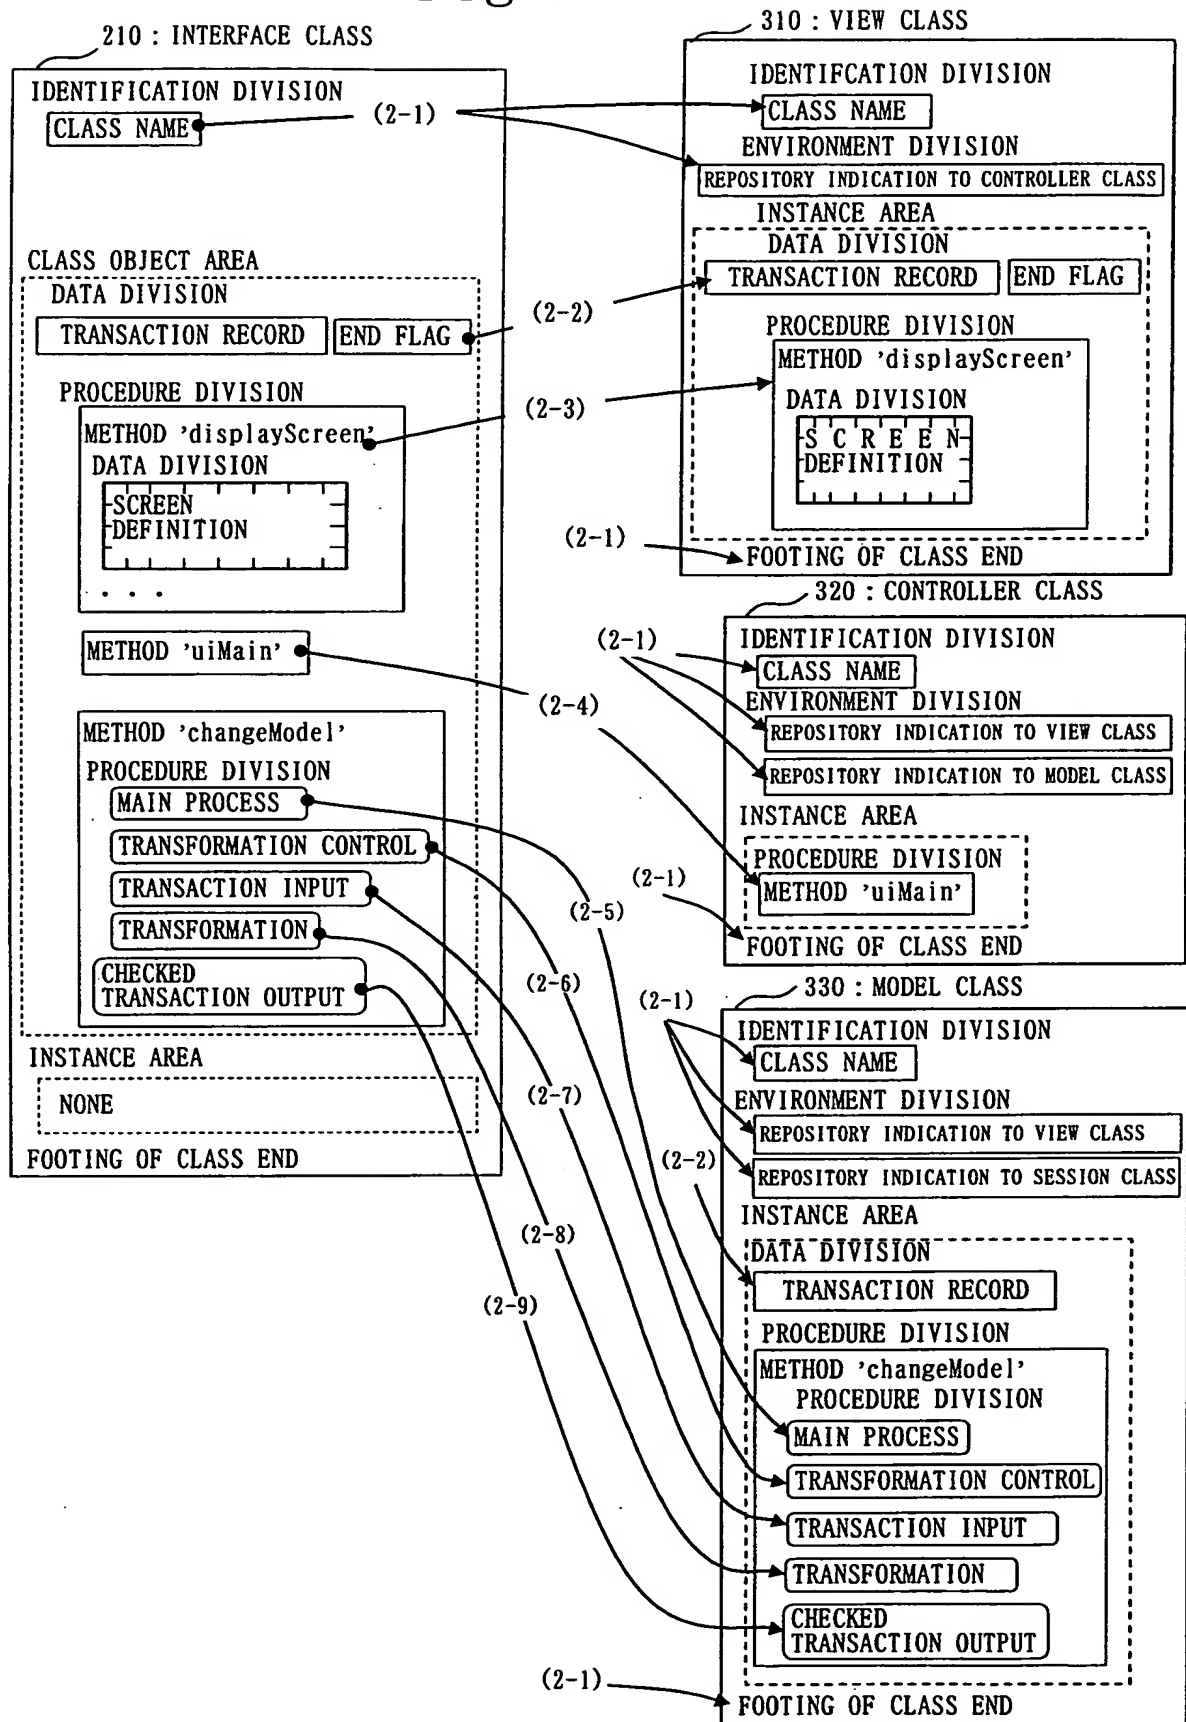 210 : INTERFACE CLASS
IDENTIFICATION DIVISION
CLASS NAME
(2-1)
CLASS OBJECT AREA
DATA DIVISION
TRANSACTION RECORD
END FLAG
(2-2)
PROCEDURE DIVISION
(2-3)
METHOD 'displayScreen'
DATA DIVISION
SCREEN
DEFINITION
. . .
METHOD 'uiMain'
(2-4)
METHOD 'changeModel'
PROCEDURE DIVISION
MAIN PROCESS
TRANSFORMATION CONTROL
TRANSACTION INPUT
TRANSFORMATION
CHECKED
TRANSACTION OUTPUT
(2-5)
(2-6)
(2-7)
(2-8)
(2-9)
INSTANCE AREA
NONE
FOOTING OF CLASS END
310 : VIEW CLASS
IDENTIFCATION DIVISION
CLASS NAME
ENVIRONMENT DIVISION
REPOSITORY INDICATION TO CONTROLLER CLASS
INSTANCE AREA
DATA DIVISION
TRANSACTION RECORD
END FLAG
PROCEDURE DIVISION
METHOD 'displayScreen'
DATA DIVISION
S C R E E N
DEFINITION
(2-1)
FOOTING OF CLASS END
320 : CONTROLLER CLASS
(2-1)
IDENTIFICATION DIVISION
CLASS NAME
ENVIRONMENT DIVISION
REPOSITORY INDICATION TO VIEW CLASS
REPOSITORY INDICATION TO MODEL CLASS
INSTANCE AREA
PROCEDURE DIVISION
METHOD 'uiMain'
(2-1)
FOOTING OF CLASS END
330 : MODEL CLASS
(2-1)
IDENTIFICATION DIVISION
CLASS NAME
ENVIRONMENT DIVISION
REPOSITORY INDICATION TO VIEW CLASS
REPOSITORY INDICATION TO SESSION CLASS
(2-2)
INSTANCE AREA
DATA DIVISION
TRANSACTION RECORD
PROCEDURE DIVISION
METHOD 'changeModel'
PROCEDURE DIVISION
MAIN PROCESS
TRANSFORMATION CONTROL
TRANSACTION INPUT
TRANSFORMATION
CHECKED
TRANSACTION OUTPUT
(2-1)
FOOTING OF CLASS END